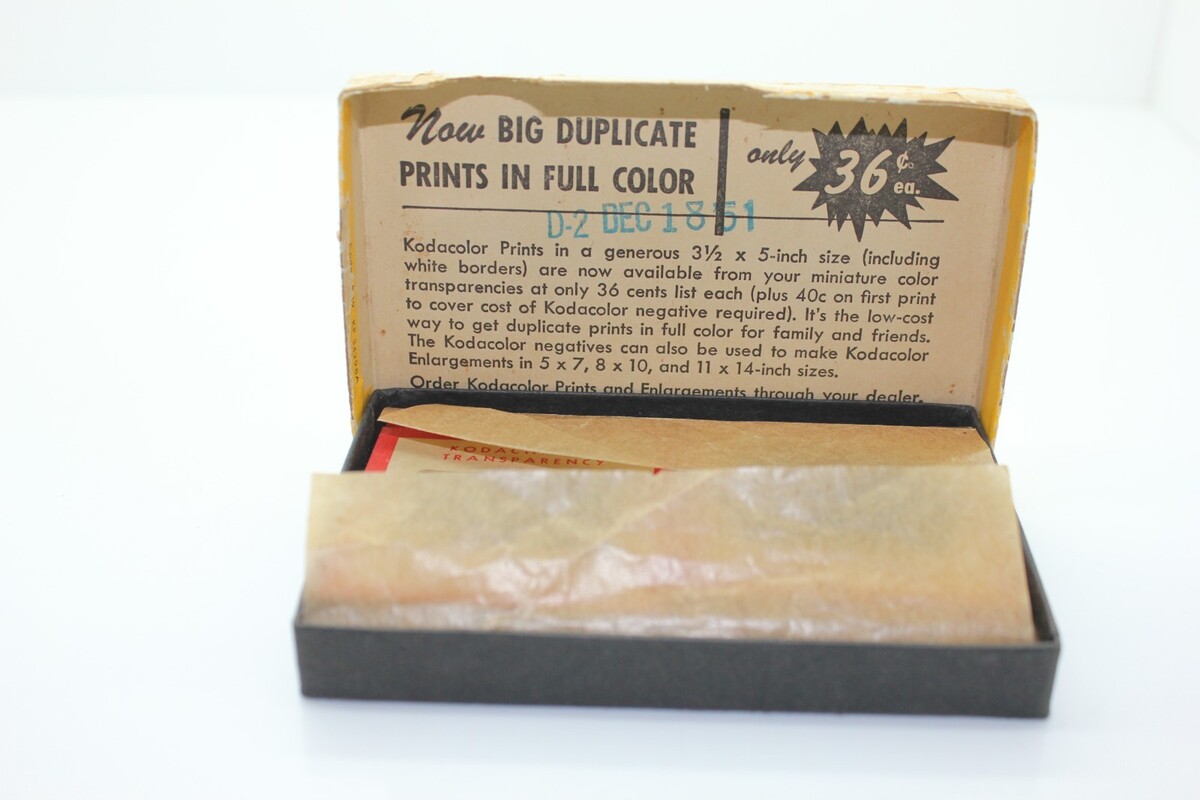 Now BIG DUPLICATE
PRINTS IN FULL COLOR
only 36¢ ea.
D-2 DEC 18 51
Kodacolor Prints in a generous 3½ x 5-inch size (including
white borders) are now available from your miniature color
transparencies at only 36 cents list each (plus 40c on first print
to cover cost of Kodacolor negative required). It's the low-cost
way to get duplicate prints in full color for family and friends.
The Kodacolor negatives can also be used to make Kodacolor
Enlargements in 5 x 7, 8 x 10, and 11 x 14-inch sizes.
Order Kodacolor Prints and Enlargements through your dealer.
TRANSPARENCY